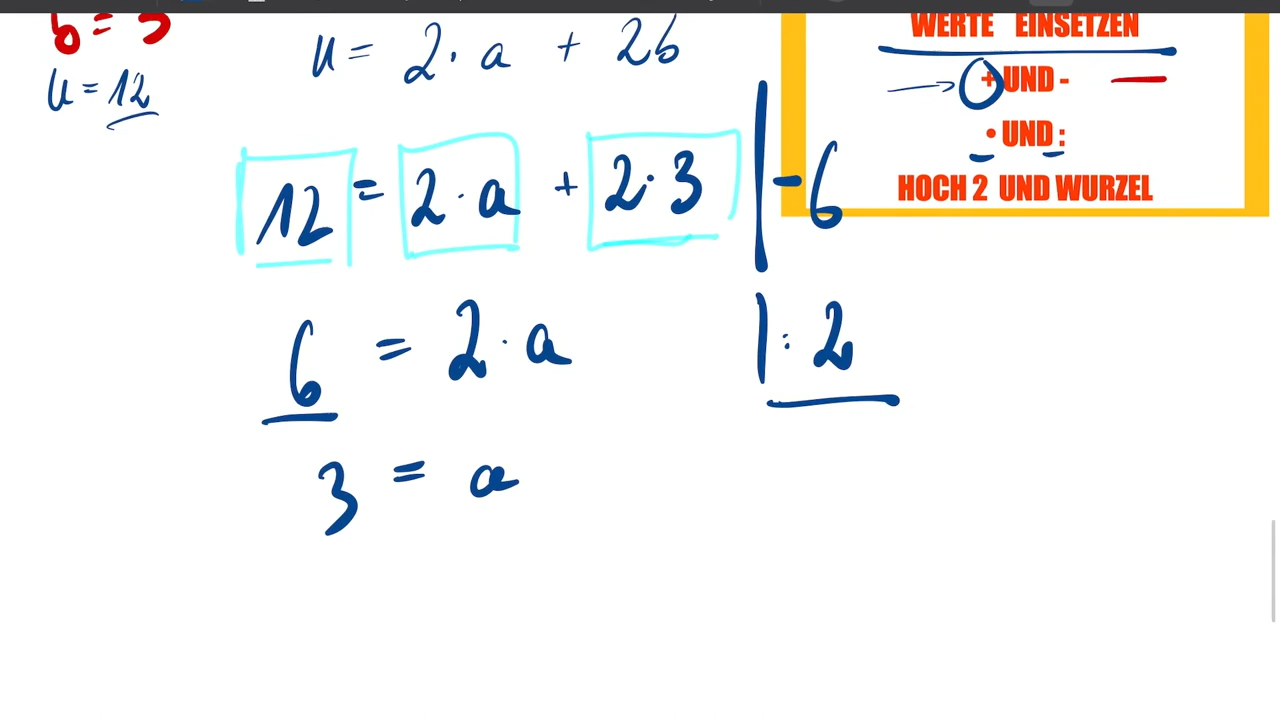 b = 3
u = 12
u = 2 · a + 2b
12 = 2 · a + 2 · 3 | - 6
6 = 2 · a | : 2
3 = a
WERTE EINSETZEN
+ UND -
• UND :
HOCH 2 UND WURZEL